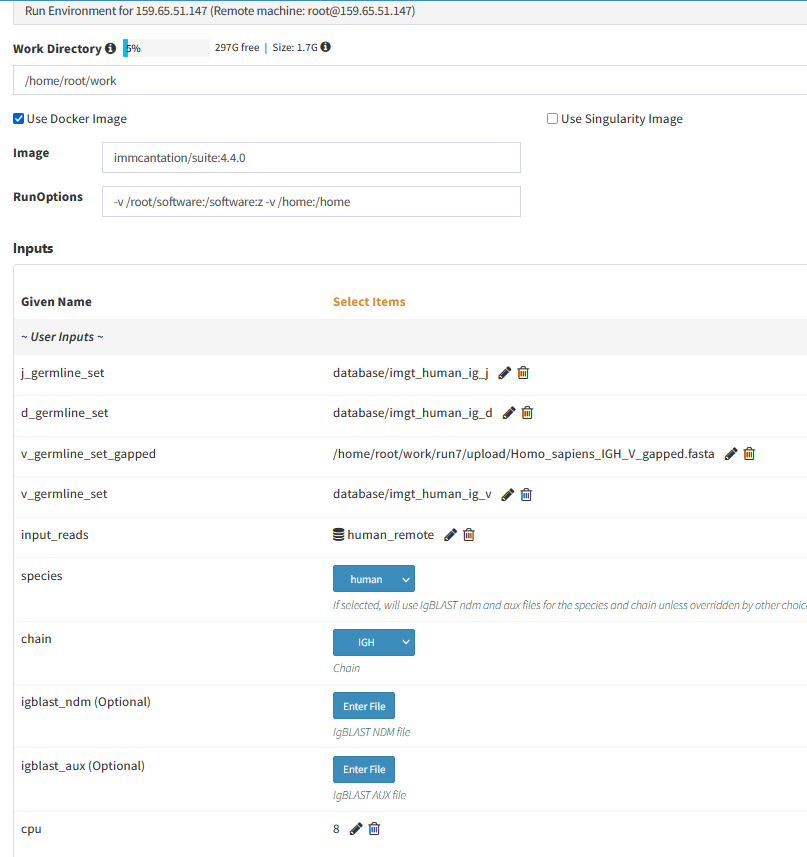 Run Environment for 159.65.51.147 (Remote machine: root@159.65.51.147)
Work Directory 5% 297G free | Size: 1.7G
/home/root/work
Use Docker Image Use Singularity Image
Image immcantation/suite:4.4.0
RunOptions -v /root/software:/software:z -v /home:/home
Inputs
Given Name Select Items
~ User Inputs ~
j_germline_set database/imgt_human_ig_j
d_germline_set database/imgt_human_ig_d
v_germline_set_gapped /home/root/work/run7/upload/Homo_sapiens_IGH_V_gapped.fasta
v_germline_set database/imgt_human_ig_v
input_reads human_remote
species human
If selected, will use IgBLAST ndm and aux files for the species and chain unless overridden by other choic
chain IGH
Chain
igblast_ndm (Optional) Enter File
IgBLAST NDM file
igblast_aux (Optional) Enter File
IgBLAST AUX file
cpu 8